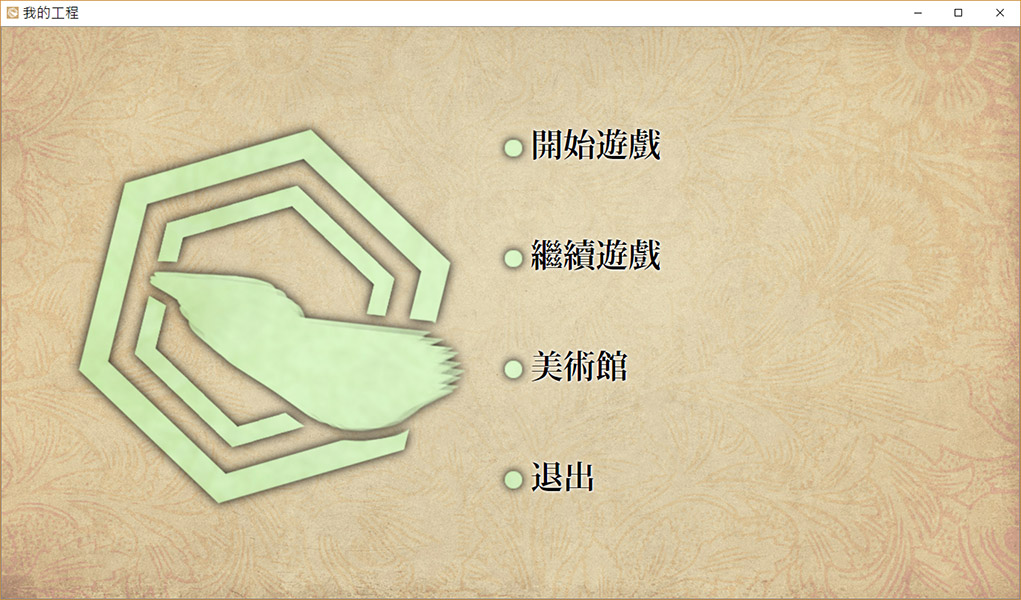 我的工程
開始遊戲
繼續遊戲
美術館
退出